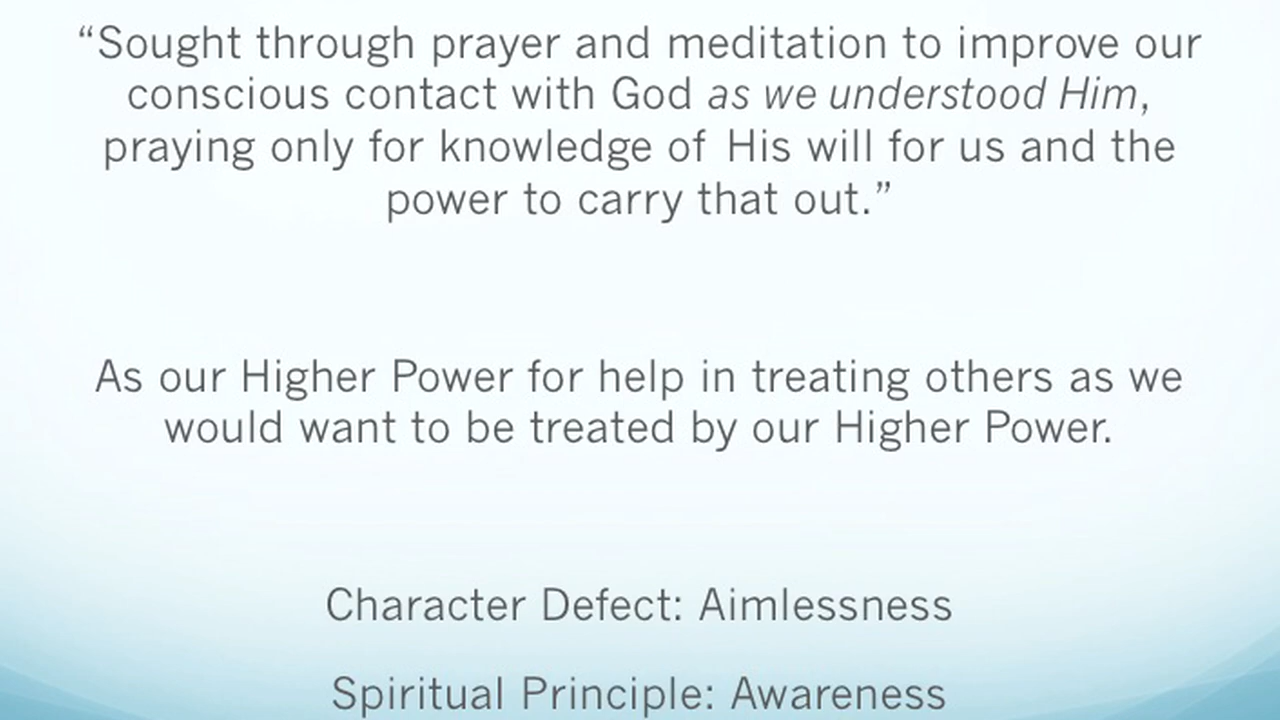 “Sought through prayer and meditation to improve our
conscious contact with God as we understood Him,
praying only for knowledge of His will for us and the
power to carry that out.”
As our Higher Power for help in treating others as we
would want to be treated by our Higher Power.
Character Defect: Aimlessness
Spiritual Principle: Awareness